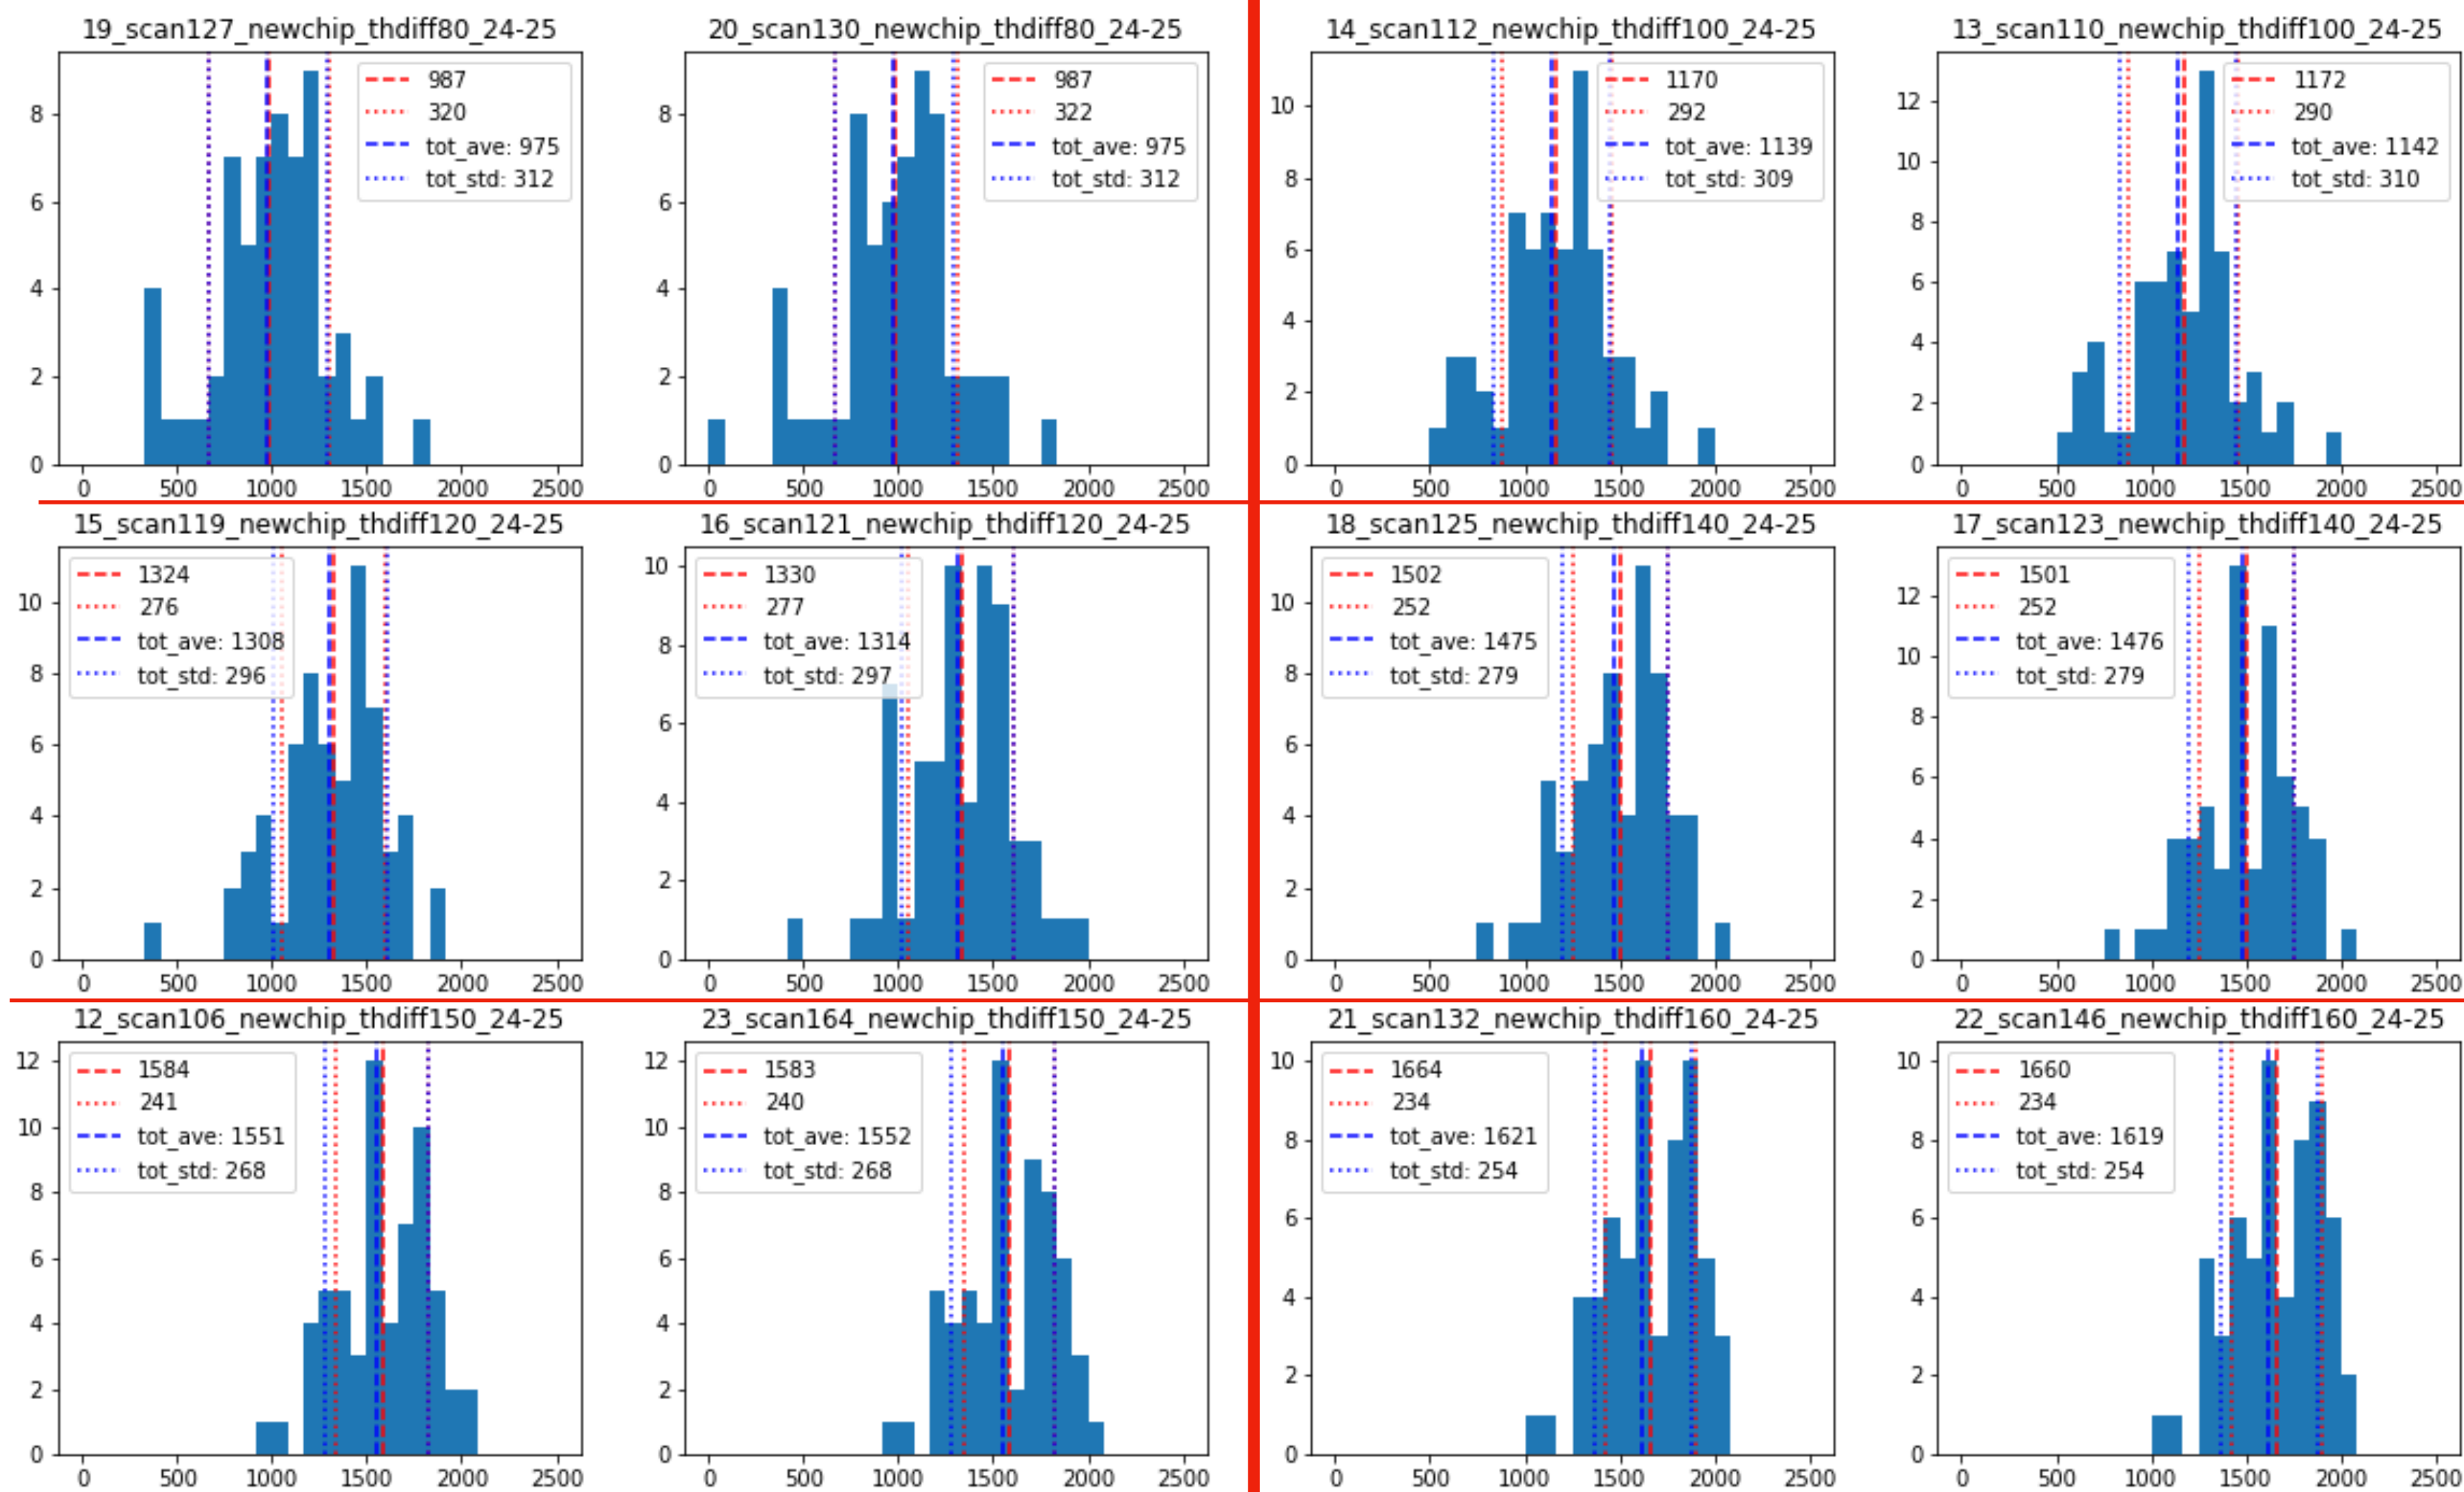 19_scan127_newchip_thdiff80_24-25
987
320
tot_ave: 975
tot_std: 312
8
6
4
2
0
0 500 1000 1500 2000 2500
20_scan130_newchip_thdiff80_24-25
987
322
tot_ave: 975
tot_std: 312
8
6
4
2
0
0 500 1000 1500 2000 2500
14_scan112_newchip_thdiff100_24-25
1170
292
tot_ave: 1139
tot_std: 309
10
8
6
4
2
0
0 500 1000 1500 2000 2500
13_scan110_newchip_thdiff100_24-25
1172
290
tot_ave: 1142
tot_std: 310
12
10
8
6
4
2
0
0 500 1000 1500 2000 2500
15_scan119_newchip_thdiff120_24-25
1324
276
tot_ave: 1308
tot_std: 296
10
8
6
4
2
0
0 500 1000 1500 2000 2500
16_scan121_newchip_thdiff120_24-25
1330
277
tot_ave: 1314
tot_std: 297
10
8
6
4
2
0
0 500 1000 1500 2000 2500
18_scan125_newchip_thdiff140_24-25
1502
252
tot_ave: 1475
tot_std: 279
10
8
6
4
2
0
0 500 1000 1500 2000 2500
17_scan123_newchip_thdiff140_24-25
1501
252
tot_ave: 1476
tot_std: 279
12
10
8
6
4
2
0
0 500 1000 1500 2000 2500
12_scan106_newchip_thdiff150_24-25
1584
241
tot_ave: 1551
tot_std: 268
12
10
8
6
4
2
0
0 500 1000 1500 2000 2500
23_scan164_newchip_thdiff150_24-25
1583
240
tot_ave: 1552
tot_std: 268
12
10
8
6
4
2
0
0 500 1000 1500 2000 2500
21_scan132_newchip_thdiff160_24-25
1664
234
tot_ave: 1621
tot_std: 254
10
8
6
4
2
0
0 500 1000 1500 2000 2500
22_scan146_newchip_thdiff160_24-25
1660
234
tot_ave: 1619
tot_std: 254
10
8
6
4
2
0
0 500 1000 1500 2000 2500